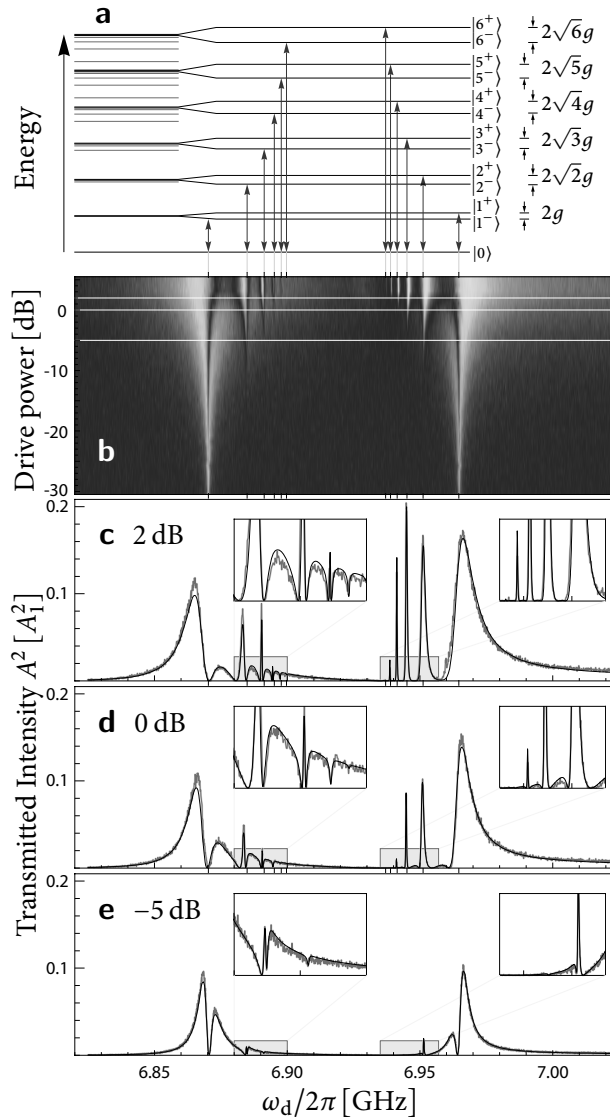 a
Energy
|6⁺⟩
|6⁻⟩
2√6g
|5⁺⟩
|5⁻⟩
2√5g
|4⁺⟩
|4⁻⟩
2√4g
|3⁺⟩
|3⁻⟩
2√3g
|2⁺⟩
|2⁻⟩
2√2g
|1⁺⟩
|1⁻⟩
2g
|0⟩
Drive power [dB]
0
-10
-20
-30
b
Transmitted Intensity A² [A₁²]
0.2
c 2 dB
0.1
0.2
d 0 dB
0.1
0.2
e −5 dB
0.1
6.85 6.90 6.95 7.00
ω_d/2π [GHz]